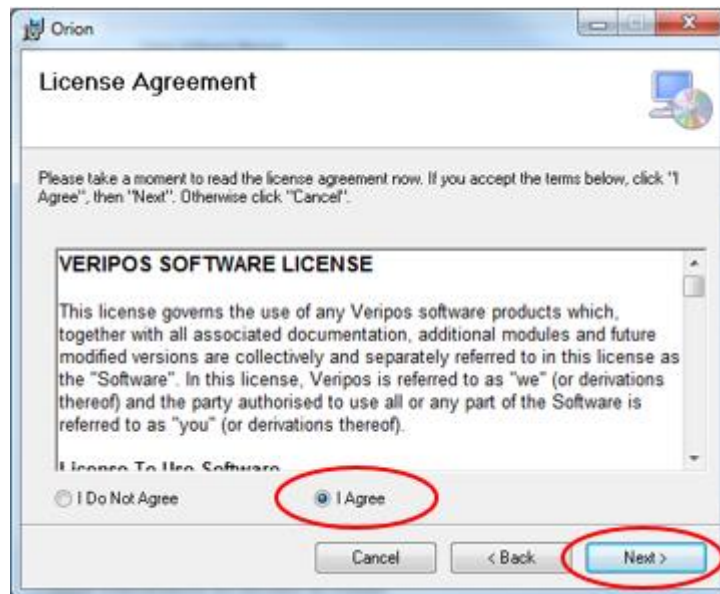 Orion
License Agreement
Please take a moment to read the license agreement now. If you accept the terms below, click "I
Agree", then "Next". Otherwise click "Cancel".
VERIPOS SOFTWARE LICENSE
This license governs the use of any Veripos software products which,
together with all associated documentation, additional modules and future
modified versions are collectively and separately referred to in this license as
the "Software". In this license, Veripos is referred to as "we" (or derivations
thereof) and the party authorised to use all or any part of the Software is
referred to as "you" (or derivations thereof).
License To Use Software
I Do Not Agree
I Agree
Cancel
< Back
Next >